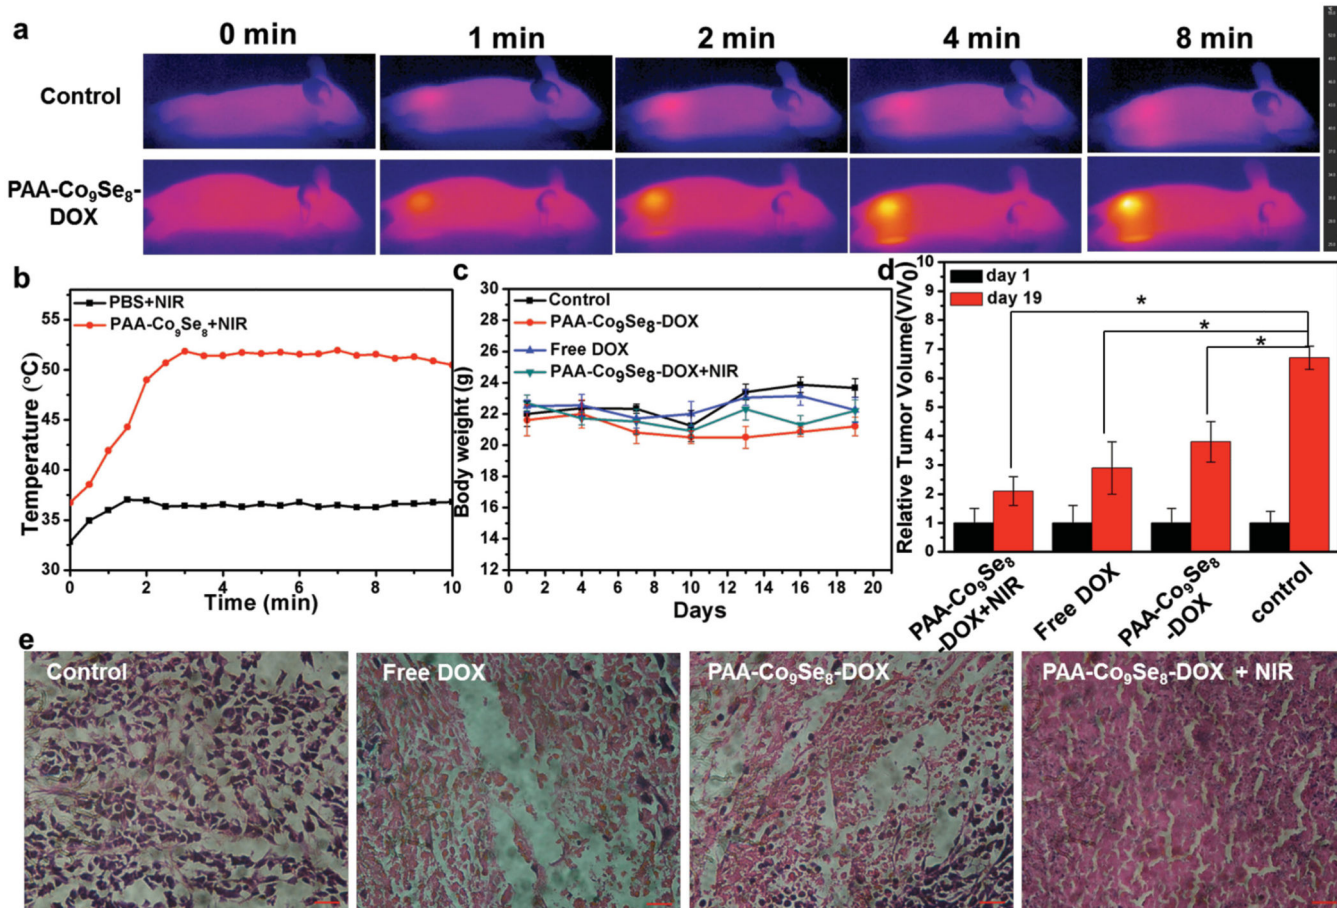 a
0 min
1 min
2 min
4 min
8 min
Control
PAA-Co₉Se₈-
DOX
b
PBS+NIR
PAA-Co₉Se₈+NIR
Temperature (°C)
55
50
45
40
35
30
0
2
4
6
8
10
Time (min)
c
Control
PAA-Co₉Se₈-DOX
Free DOX
PAA-Co₉Se₈-DOX+NIR
Body weight (g)
30
28
26
24
22
20
18
16
14
12
0
2
4
6
8
10
12
14
16
18
20
Days
d
day 1
day 19
*
*
*
Relative Tumor Volume(V/V₀)
10
9
8
7
6
5
4
3
2
1
0
PAA-Co₉Se₈
-DOX+NIR
Free DOX
PAA-Co₉Se₈
-DOX
control
e
Control
Free DOX
PAA-Co₉Se₈-DOX
PAA-Co₉Se₈-DOX + NIR